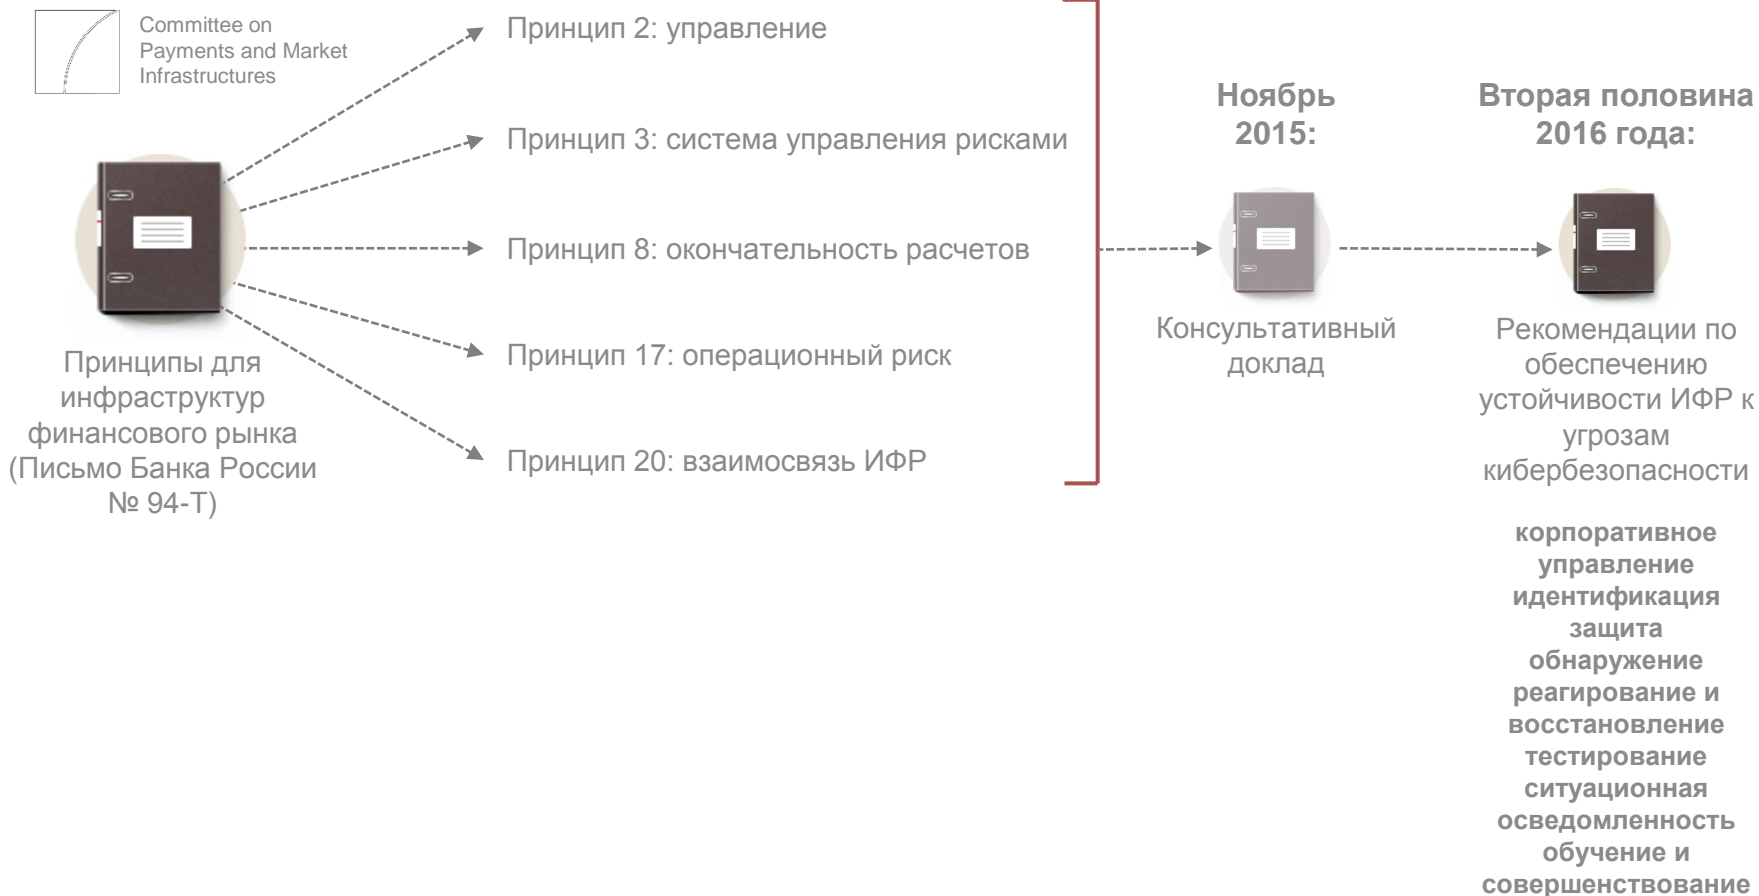 Committee on
Payments and Market
Infrastructures
Принципы для
инфраструктур
финансового рынка
(Письмо Банка России
№ 94-Т)
Принцип 2: управление
Принцип 3: система управления рисками
Принцип 8: окончательность расчетов
Принцип 17: операционный риск
Принцип 20: взаимосвязь ИФР
Ноябрь
2015:
Консультативный
доклад
Вторая половина
2016 года:
Рекомендации по
обеспечению
устойчивости ИФР к
угрозам
кибербезопасности
корпоративное
управление
идентификация
защита
обнаружение
реагирование и
восстановление
тестирование
ситуационная
осведомленность
обучение и
совершенствование